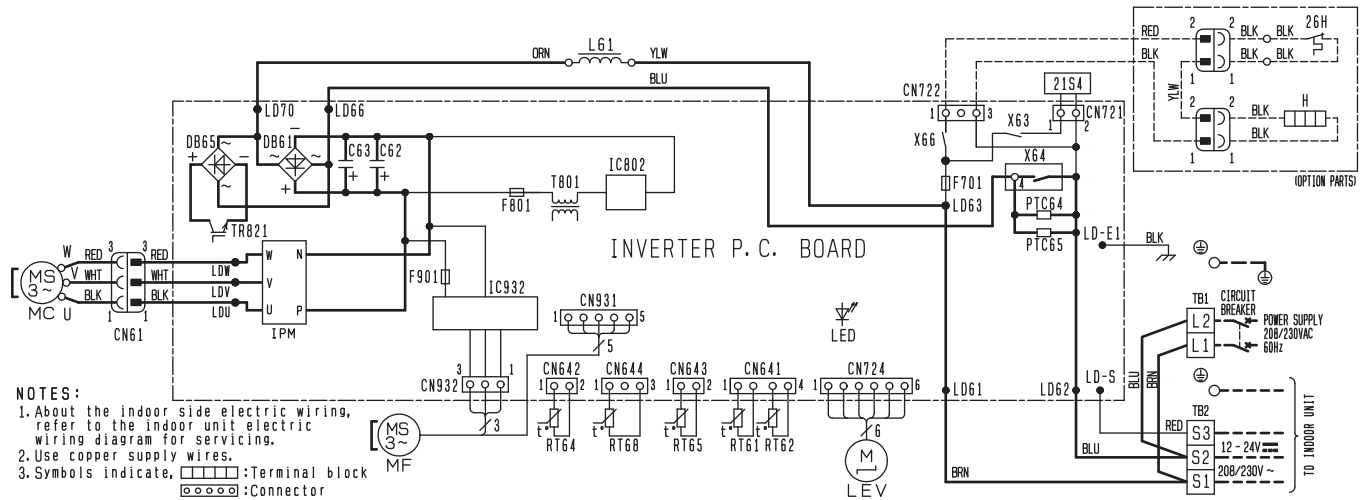 RED
BLK
2
2
BLK
BLK
26H
BLK
BLK
1
1
YLW
2
2
BLK
H
BLK
1
1
(OPTION PARTS)
ORN
L61
YLW
BLU
LD70
LD66
CN722
1
3
21S4
CN721
1
2
X66
X63
X64
4
F701
LD63
PTC64
PTC65
LD-E1
BLK
DB65
+
~
-
~
DB61
-
~
~
+
C63
+
C62
+
F801
T801
IC802
TR821
INVERTER P.C. BOARD
W
V
U
MS
3~
MC
RED
WHT
BLK
3
3
1
1
CN61
RED
WHT
BLK
LDW
LDV
LDU
W
V
U
N
P
IPM
F901
IC932
CN931
1
5
5
LED
3
1
CN932
3
MS
3~
MF
CN642
1
2
t°
RT64
CN644
1
3
t°
RT68
CN643
1
2
t°
RT65
CN641
1
4
t°
t°
RT61
RT62
CN724
1
6
6
M
LEV
LD61
LD62
LD-S
BLU
BRN
TB1
L2
L1
CIRCUIT
BREAKER
POWER SUPPLY
208/230VAC
60Hz
TB2
RED
S3
12-24V
BLU
S2
208/230V ~
BRN
S1
TO INDOOR UNIT
NOTES:
1. About the indoor side electric wiring,
refer to the indoor unit electric
wiring diagram for servicing.
2. Use copper supply wires.
3. Symbols indicate, :Terminal block
:Connector